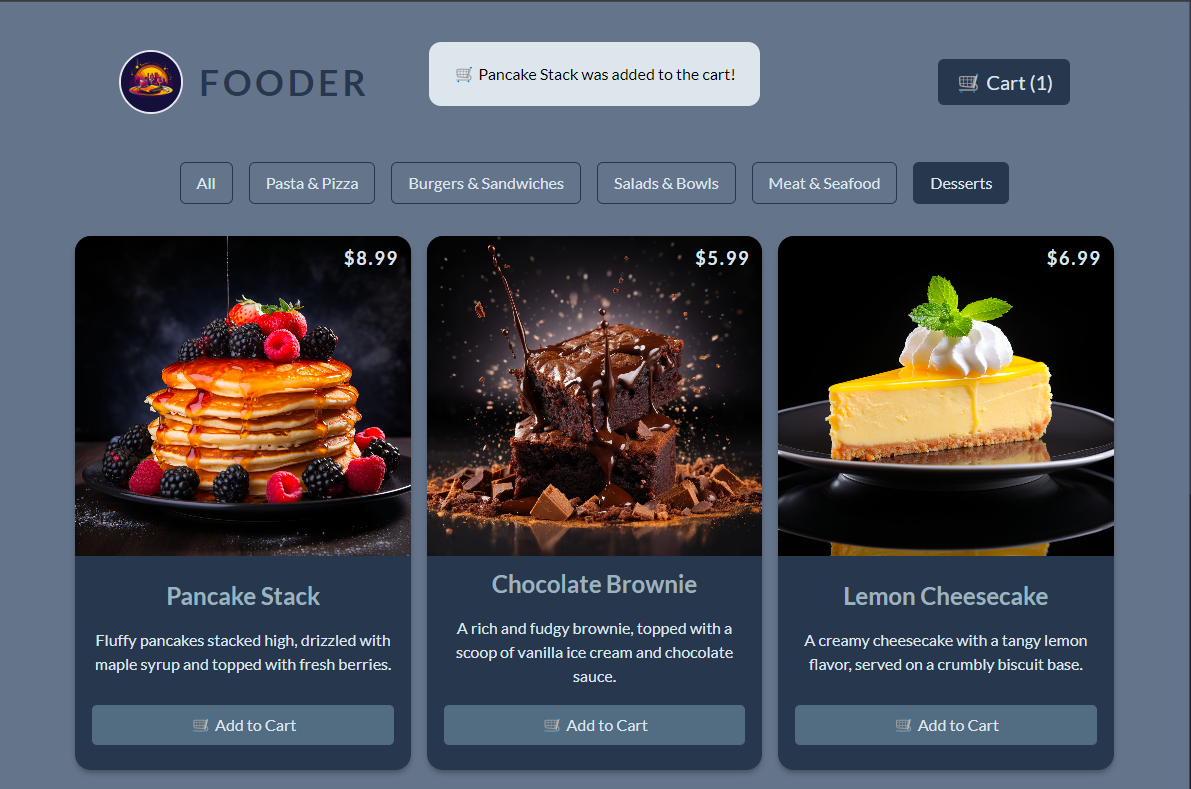 FOODER
🛒 Pancake Stack was added to the cart!
🛒 Cart (1)
All
Pasta & Pizza
Burgers & Sandwiches
Salads & Bowls
Meat & Seafood
Desserts
$8.99
Pancake Stack
Fluffy pancakes stacked high, drizzled with
maple syrup and topped with fresh berries.
🛒 Add to Cart
$5.99
Chocolate Brownie
A rich and fudgy brownie, topped with a
scoop of vanilla ice cream and chocolate
sauce.
🛒 Add to Cart
$6.99
Lemon Cheesecake
A creamy cheesecake with a tangy lemon
flavor, served on a crumbly biscuit base.
🛒 Add to Cart